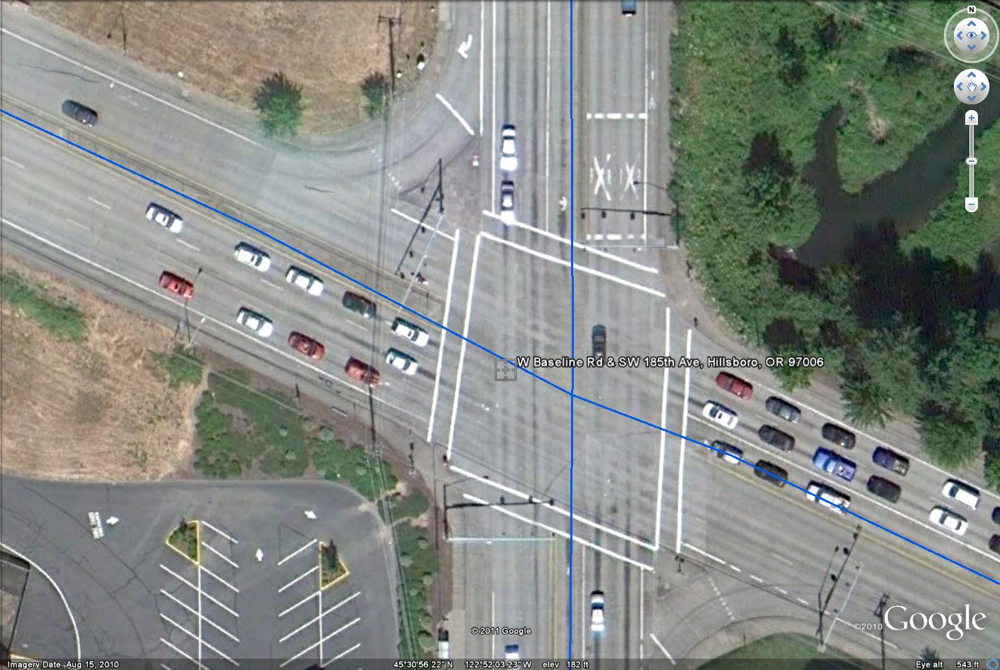 N
W Baseline Rd & SW 185th Ave, Hillsboro, OR 97006
© 2011 Google
©2010 Google
Imagery Date: Aug 15, 2010
45°30'56.22" N 122°52'03.23" W elev 182 ft
Eye alt 543 ft